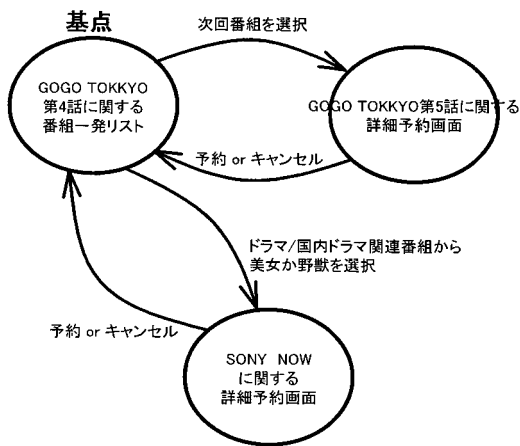 基点
次回番組を選択
GOGO TOKKYO
第4話に関する
番組一発リスト
GOGO TOKKYO第5話に関する
詳細予約画面
予約 or キャンセル
ドラマ/国内ドラマ関連番組から
美女か野獣を選択
予約 or キャンセル
SONY NOW
に関する
詳細予約画面